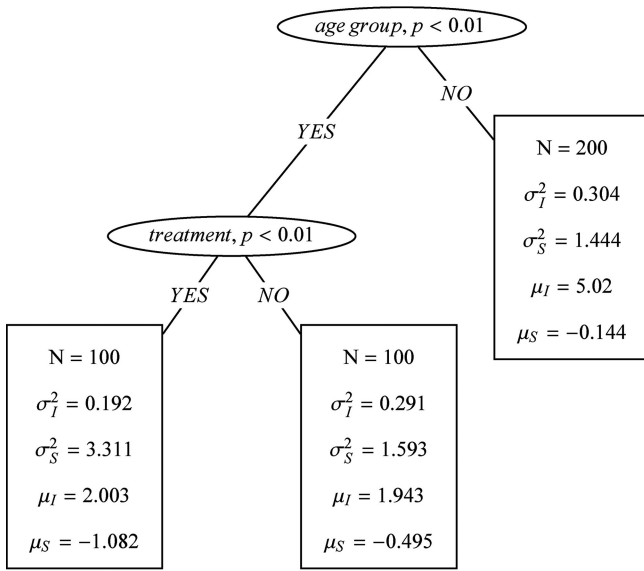 age group, p < 0.01
NO
YES
N = 200
σ²_I = 0.304
σ²_S = 1.444
μ_I = 5.02
μ_S = −0.144
treatment, p < 0.01
YES
NO
N = 100
σ²_I = 0.192
σ²_S = 3.311
μ_I = 2.003
μ_S = −1.082
N = 100
σ²_I = 0.291
σ²_S = 1.593
μ_I = 1.943
μ_S = −0.495